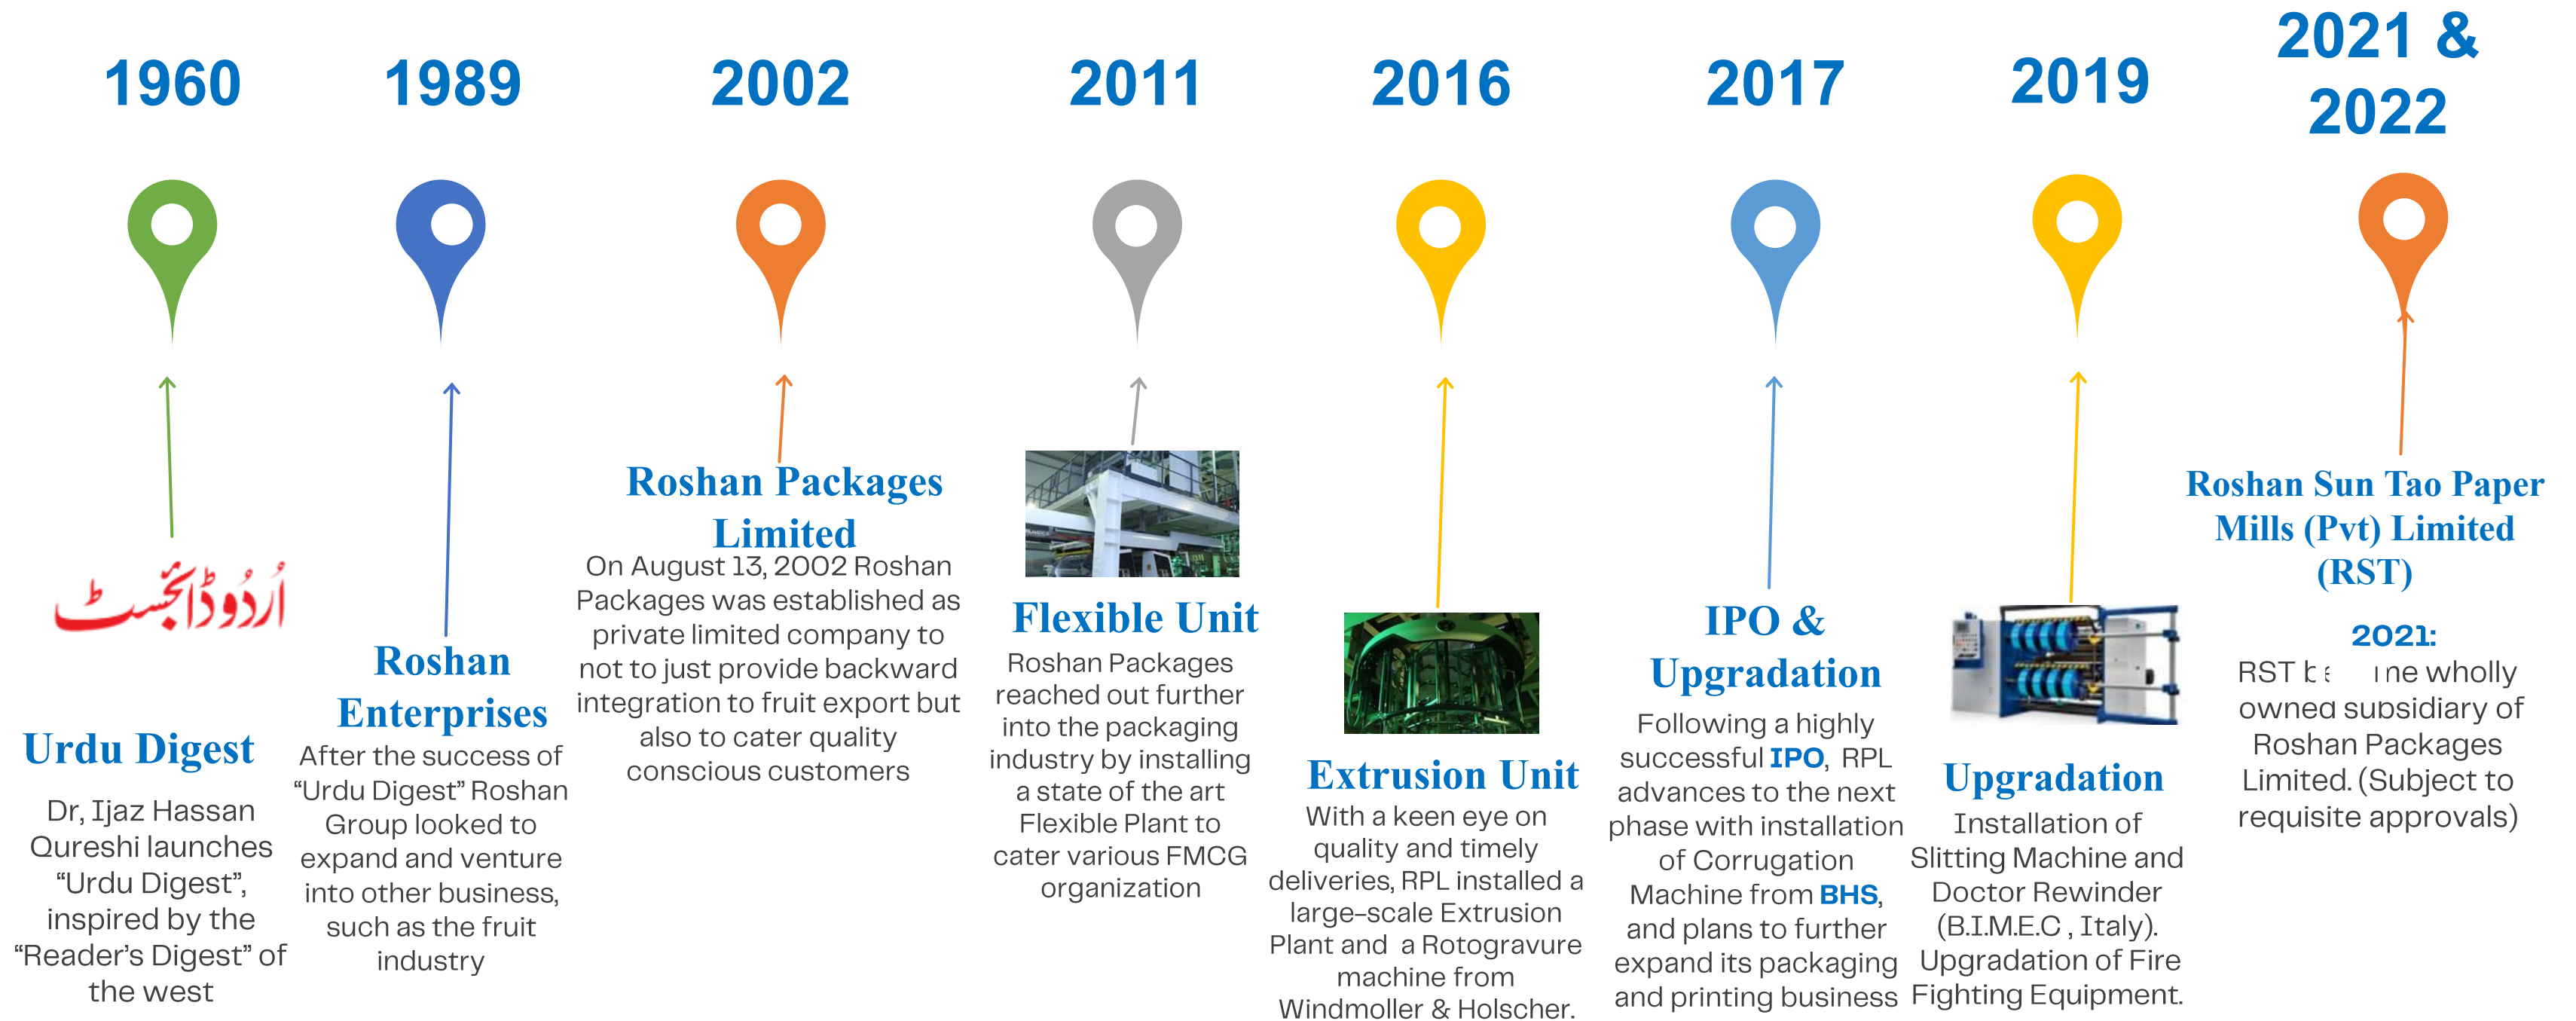 1960
1989
2002
2011
2016
2017
2019
2021 &
2022
اُردُو ڈائجسٹ
Urdu Digest
Dr, Ijaz Hassan
Qureshi launches
“Urdu Digest”,
inspired by the
“Reader’s Digest” of
the west
Roshan
Enterprises
After the success of
“Urdu Digest” Roshan
Group looked to
expand and venture
into other business,
such as the fruit
industry
Roshan Packages
Limited
On August 13, 2002 Roshan
Packages was established as
private limited company to
not to just provide backward
integration to fruit export but
also to cater quality
conscious customers
Flexible Unit
Roshan Packages
reached out further
into the packaging
industry by installing
a state of the art
Flexible Plant to
cater various FMCG
organization
Extrusion Unit
With a keen eye on
quality and timely
deliveries, RPL installed a
large-scale Extrusion
Plant and a Rotogravure
machine from
Windmoller & Holscher.
IPO &
Upgradation
Following a highly
successful IPO, RPL
advances to the next
phase with installation
of Corrugation
Machine from BHS,
and plans to further
expand its packaging
and printing business
Upgradation
Installation of
Slitting Machine and
Doctor Rewinder
(B.I.M.E.C , Italy).
Upgradation of Fire
Fighting Equipment.
Roshan Sun Tao Paper
Mills (Pvt) Limited
(RST)
2021:
RST wholly
owned subsidiary of
Roshan Packages
Limited. (Subject to
requisite approvals)